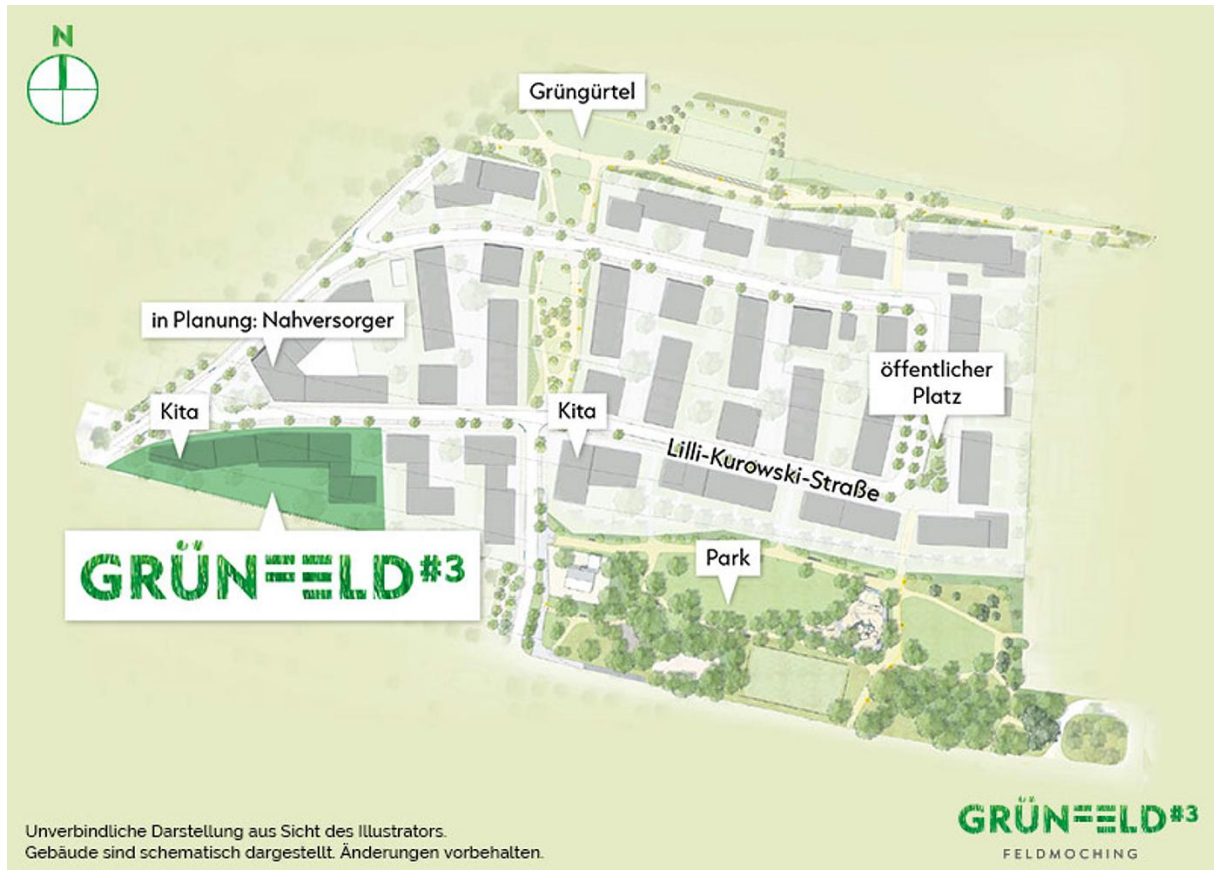 N
Grüngürtel
in Planung: Nahversorger
öffentlicher
Platz
Kita
Kita
Lilli-Kurowski-Straße
GRÜNFELD#3
Park
Unverbindliche Darstellung aus Sicht des Illustrators.
Gebäude sind schematisch dargestellt. Änderungen vorbehalten.
GRÜNFELD#3
FELDMOCHING